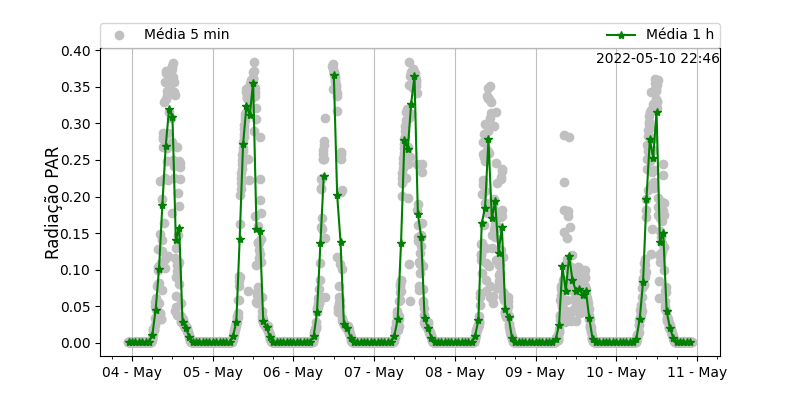 Média 5 min
Média 1 h
2022-05-10 22:46
Radiação PAR
0.40
0.35
0.30
0.25
0.20
0.15
0.10
0.05
0.00
04 - May
05 - May
06 - May
07 - May
08 - May
09 - May
10 - May
11 - May